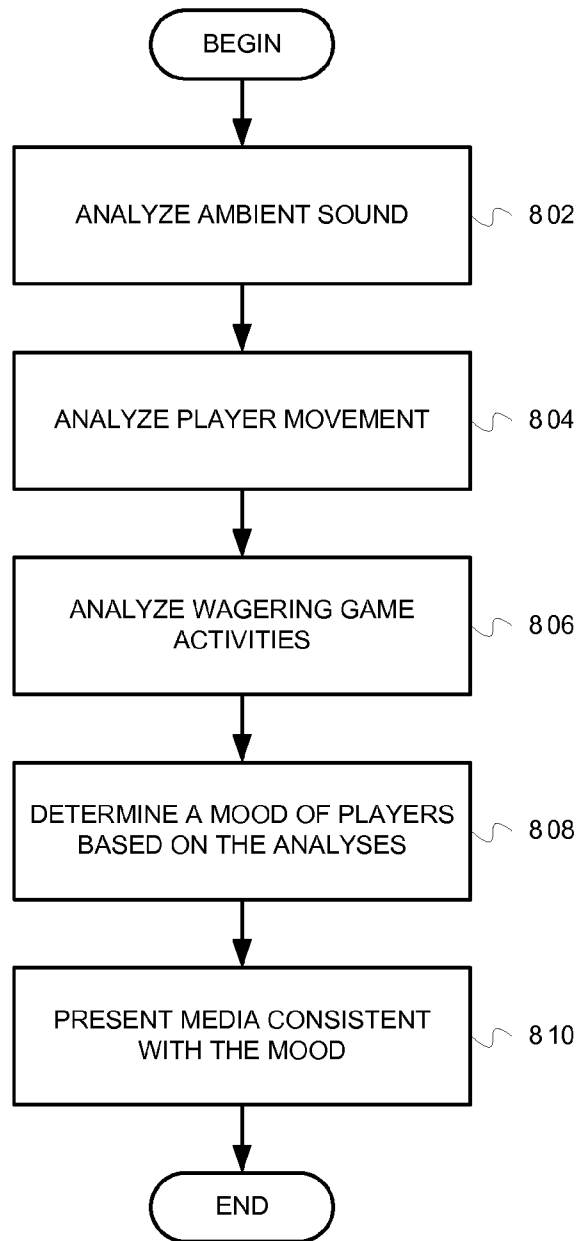 BEGIN
ANALYZE AMBIENT SOUND
802
ANALYZE PLAYER MOVEMENT
804
ANALYZE WAGERING GAME
ACTIVITIES
806
DETERMINE A MOOD OF PLAYERS
BASED ON THE ANALYSES
808
PRESENT MEDIA CONSISTENT
WITH THE MOOD
810
END